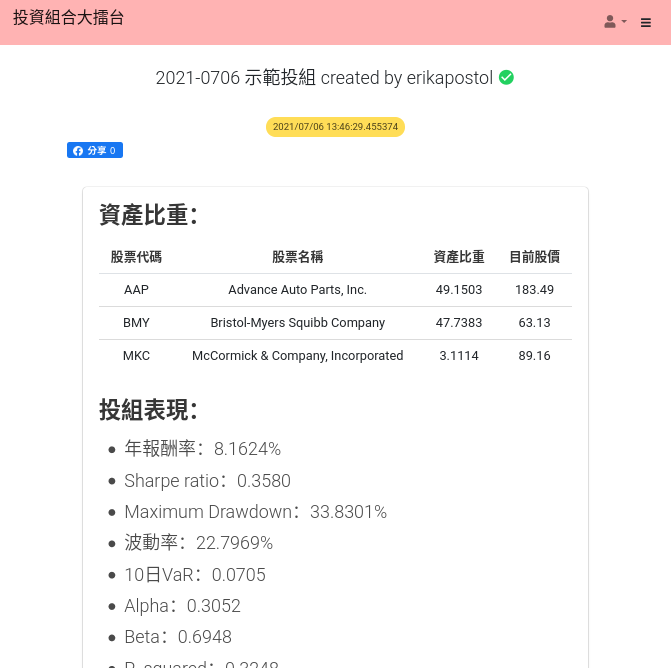 投資組合大擂台
2021-0706 示範投組 created by erikapostol
2021/07/06 13:46:29.455374
分享 0
資產比重：
股票代碼 股票名稱 資產比重 目前股價
AAP Advance Auto Parts, Inc. 49.1503 183.49
BMY Bristol-Myers Squibb Company 47.7383 63.13
MKC McCormick & Company, Incorporated 3.1114 89.16
投組表現：
年報酬率：8.1624%
Sharpe ratio：0.3580
Maximum Drawdown：33.8301%
波動率：22.7969%
10日VaR：0.0705
Alpha：0.3052
Beta：0.6948
R-squared：0.3248